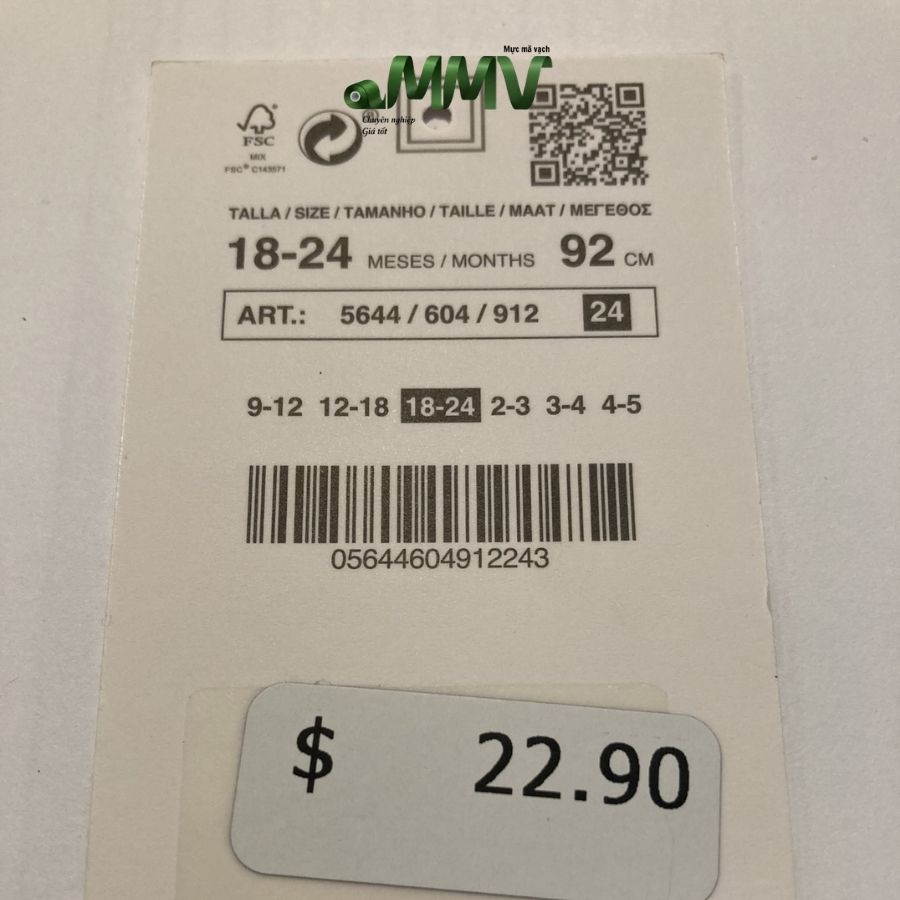 Mực mã vạch
MMV
Chuyên nghiệp
Giá tốt
®
FSC
MIX
FSC® C143571
TALLA / SIZE / TAMANHO / TAILLE / MAAT / ΜΕΓΕΘΟΣ
18-24 MESES / MONTHS 92 CM
ART.: 5644 / 604 / 912 24
9-12 12-18 18-24 2-3 3-4 4-5
05644604912243
$ 22.90